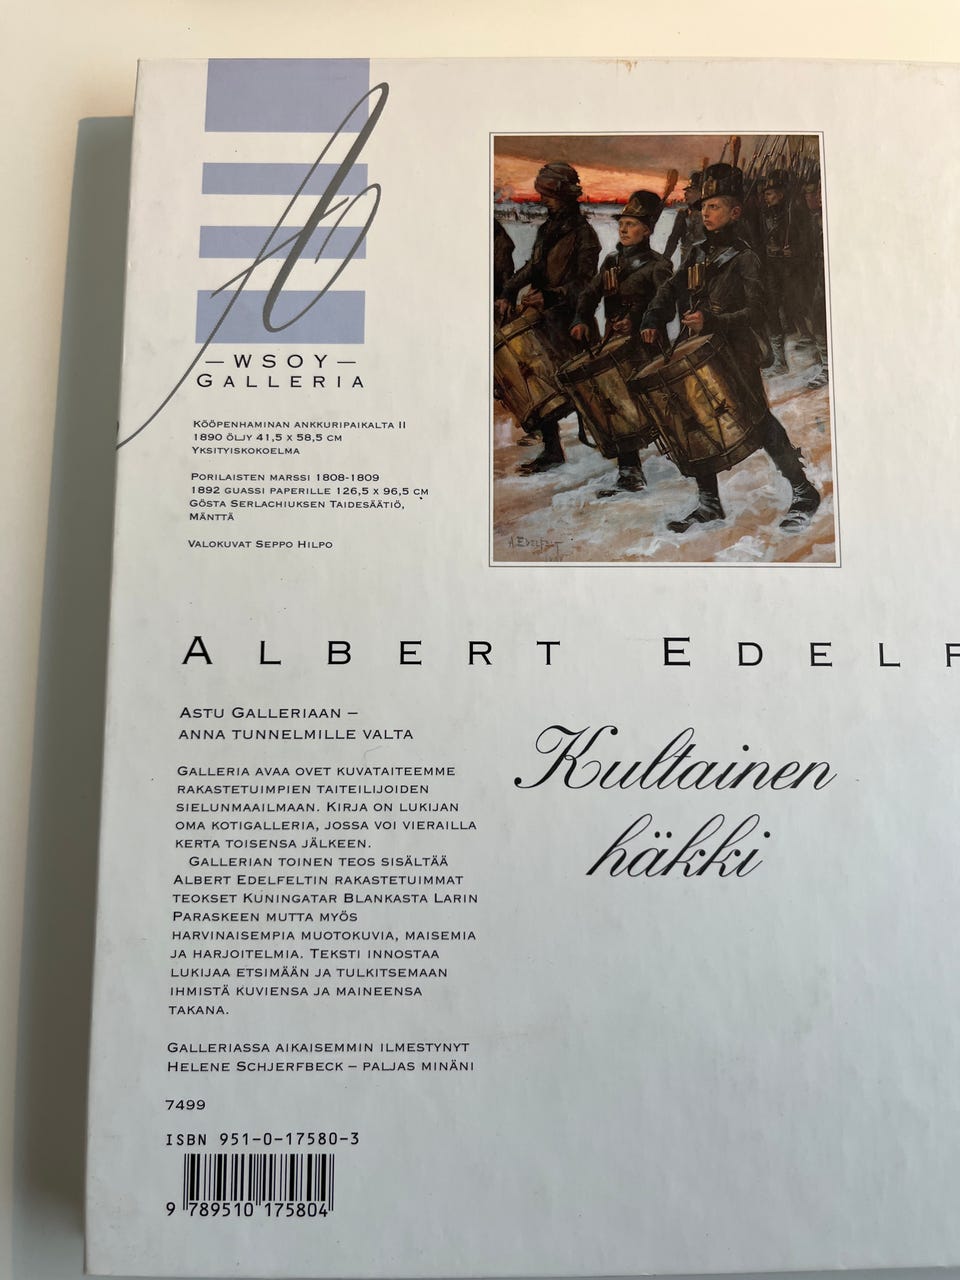 —WSOY—
GALLERIA
KÖÖPENHAMINAN ANKKURIPAIKALTA II
1890 ÖLJY 41,5 X 58,5 CM
YKSITYISKOKOELMA
PORILAISTEN MARSSI 1808-1809
1892 GUASSI PAPERILLE 126,5 X 96,5 CM
GÖSTA SERLACHIUKSEN TAIDESÄÄTIÖ,
MÄNTTÄ
VALOKUVAT SEPPO HILPO
A. EDELFELT
ALBERT EDELF
ASTU GALLERIAAN –
ANNA TUNNELMILLE VALTA
Kultainen
häkki
GALLERIA AVAA OVET KUVATAITEEMME
RAKASTETUIMPIEN TAITEILIJOIDEN
SIELUNMAAILMAAN. KIRJA ON LUKIJAN
OMA KOTIGALLERIA, JOSSA VOI VIERAILLA
KERTA TOISENSA JÄLKEEN.
GALLERIAN TOINEN TEOS SISÄLTÄÄ
ALBERT EDELFELTIN RAKASTETUIMMAT
TEOKSET KUNINGATAR BLANKASTA LARIN
PARASKEEN MUTTA MYÖS
HARVINAISEMPIA MUOTOKUVIA, MAISEMIA
JA HARJOITELMIA. TEKSTI INNOSTAA
LUKIJAA ETSIMÄÄN JA TULKITSEMAAN
IHMISTÄ KUVIENSA JA MAINEENSA
TAKANA.
GALLERIASSA AIKAISEMMIN ILMESTYNYT
HELENE SCHJERFBECK – PALJAS MINÄNI
7499
ISBN 951-0-17580-3
9 789510 175804